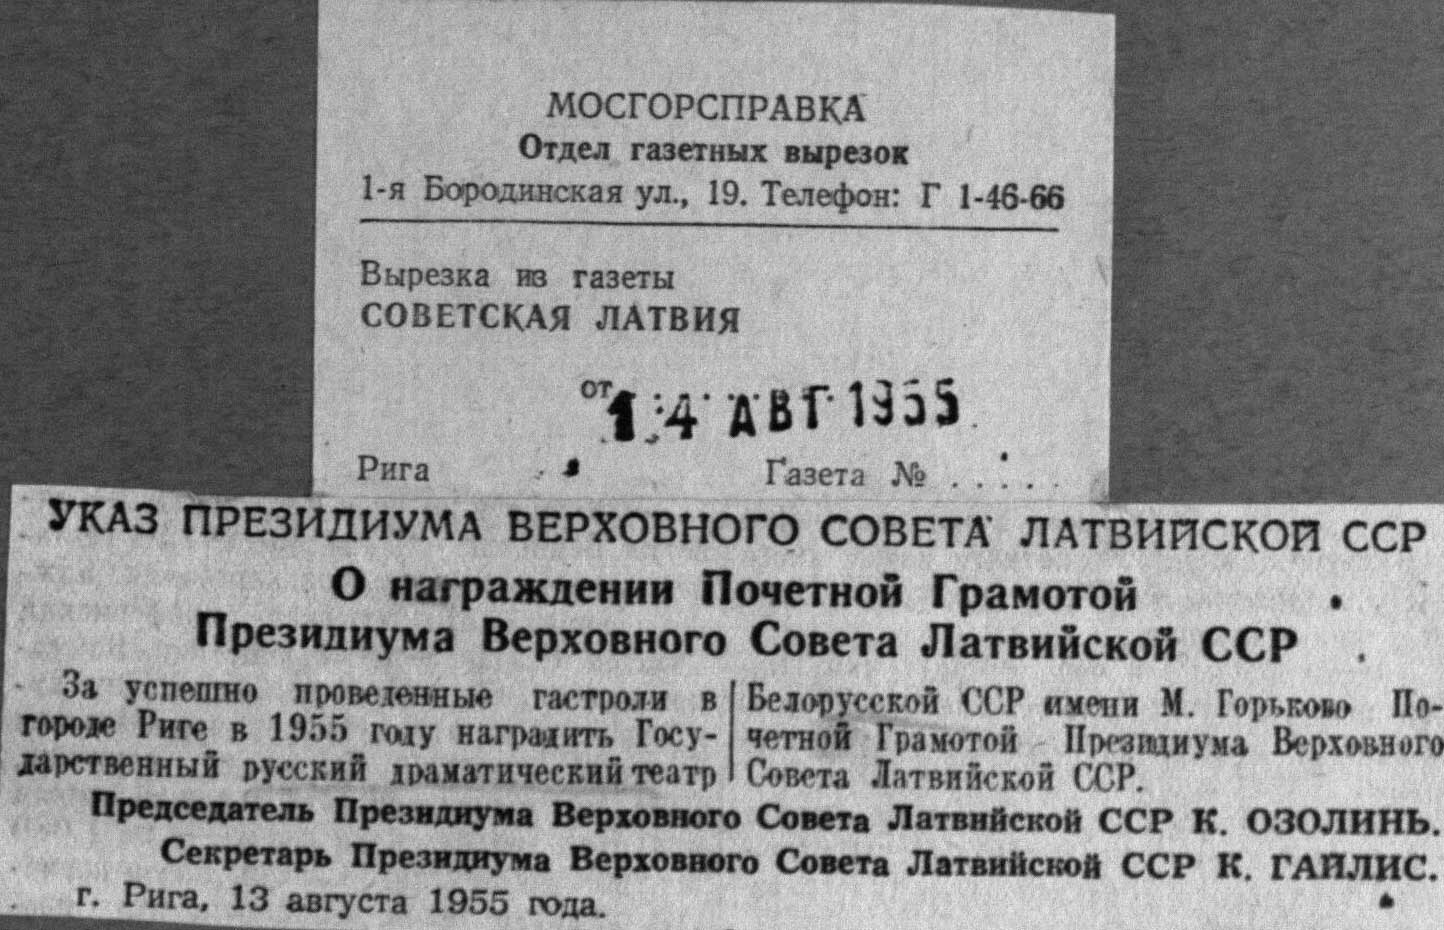 МОСГОРСПРАВКА
Отдел газетных вырезок
1-я Бородинская ул., 19. Телефон: Г 1-46-66
Вырезка из газеты
СОВЕТСКАЯ ЛАТВИЯ
от 14 АВГ 1955
Рига Газета № . . . . .
УКАЗ ПРЕЗИДИУМА ВЕРХОВНОГО СОВЕТА ЛАТВИЙСКОЙ ССР
О награждении Почетной Грамотой
Президиума Верховного Совета Латвийской ССР
За успешно проведенные гастроли в
городе Риге в 1955 году наградить Госу-
дарственный русский драматический театр
Белорусской ССР имени М. Горьково По-
четной Грамотой Президиума Верховного
Совета Латвийской ССР.
Председатель Президиума Верховного Совета Латвийской ССР К. ОЗОЛИНЬ.
Секретарь Президиума Верховного Совета Латвийской ССР К. ГАЙЛИС.
г. Рига, 13 августа 1955 года.